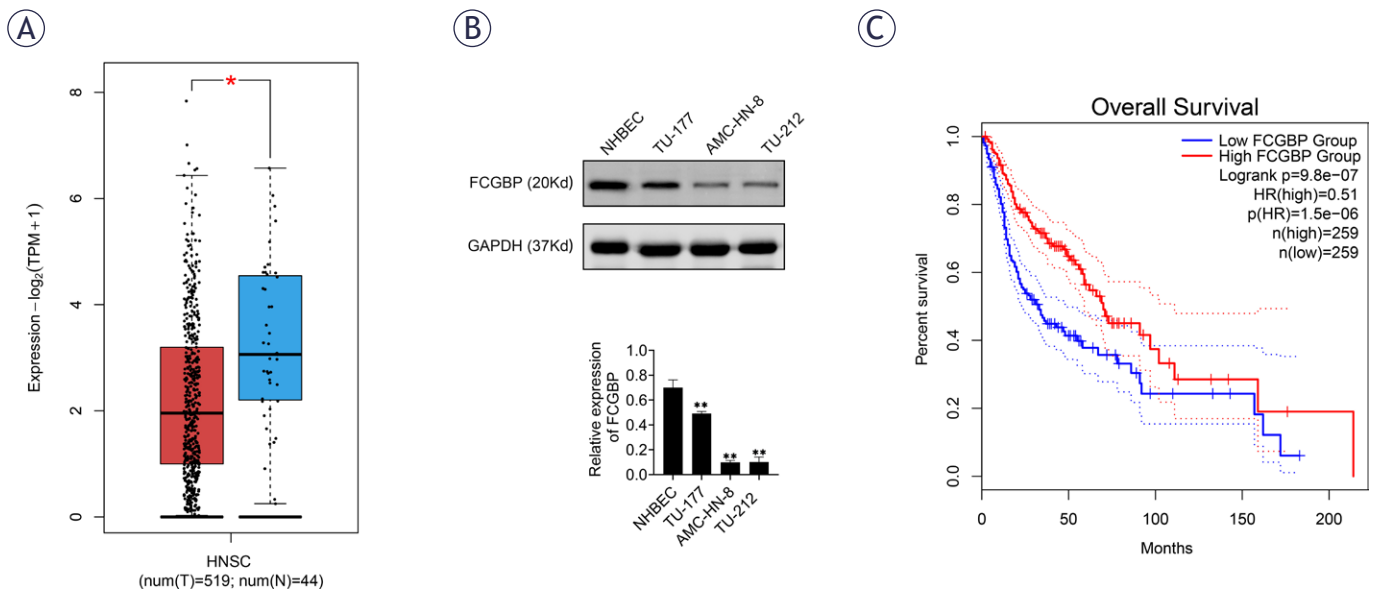 A
8
6
4
2
0
Expression – log₂(TPM + 1)
*
HNSC
(num(T)=519; num(N)=44)
B
NHBEC
TU-177
AMC-HN-8
TU-212
FCGBP (20Kd)
GAPDH (37Kd)
Relative expression
of FCGBP
1.0
0.8
0.6
0.4
0.2
0.0
**
**
**
NHBEC
TU-177
AMC-HN-8
TU-212
C
Overall Survival
Low FCGBP Group
High FCGBP Group
Logrank p=9.8e-07
HR(high)=0.51
p(HR)=1.5e-06
n(high)=259
n(low)=259
Percent survival
1.0
0.8
0.6
0.4
0.2
0.0
0
50
100
150
200
Months